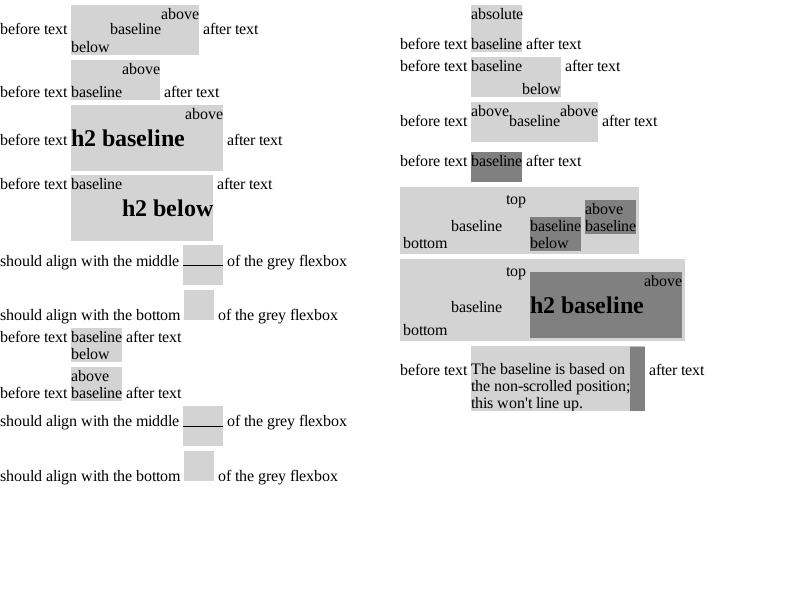 above
before text baseline after text
below
above
before text baseline after text
above
before text h2 baseline after text
before text baseline after text
h2 below
should align with the middle of the grey flexbox
should align with the bottom of the grey flexbox
before text baseline after text
below
above
before text baseline after text
should align with the middle of the grey flexbox
should align with the bottom of the grey flexbox
absolute
before text baseline after text
before text baseline after text
below
above above
before text baseline after text
before text baseline after text
top
above
baseline baseline baseline
bottom below
top
above
baseline h2 baseline
bottom
before text The baseline is based on after text
the non-scrolled position;
this won't line up.